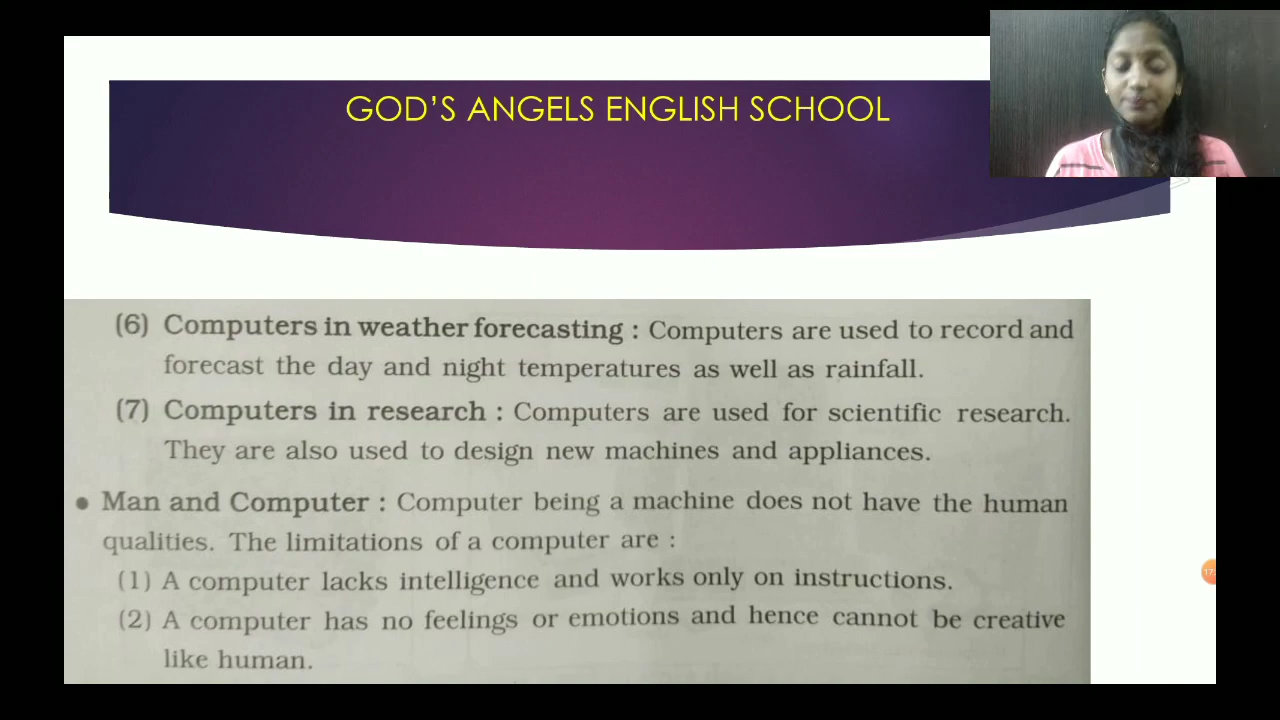 GOD'S ANGELS ENGLISH SCHOOL
(6) Computers in weather forecasting : Computers are used to record and
forecast the day and night temperatures as well as rainfall.
(7) Computers in research : Computers are used for scientific research.
They are also used to design new machines and appliances.
• Man and Computer : Computer being a machine does not have the human
qualities. The limitations of a computer are :
(1) A computer lacks intelligence and works only on instructions.
(2) A computer has no feelings or emotions and hence cannot be creative
like human.